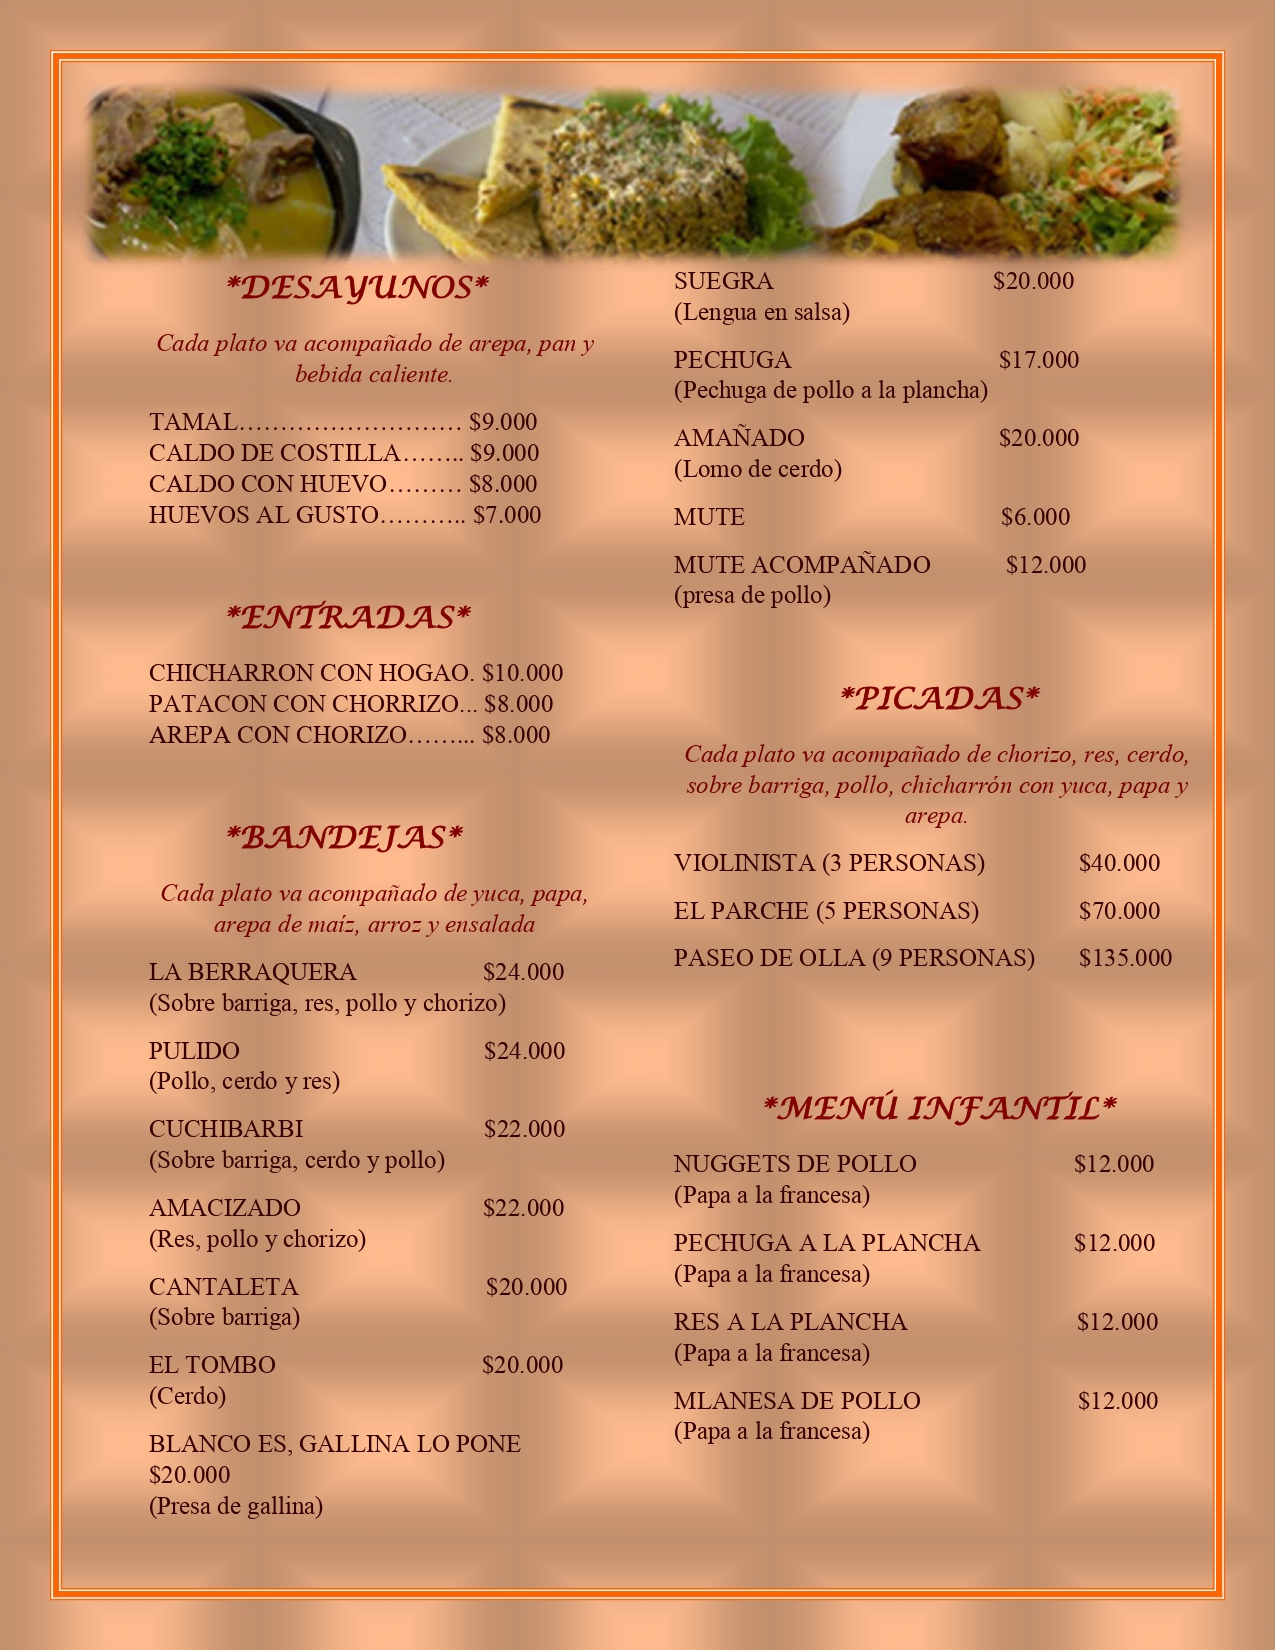 *DESAYUNOS*
Cada plato va acompañado de arepa, pan y
bebida caliente.
TAMAL……………………… $9.000
CALDO DE COSTILLA…….. $9.000
CALDO CON HUEVO……… $8.000
HUEVOS AL GUSTO……….. $7.000
*ENTRADAS*
CHICHARRON CON HOGAO. $10.000
PATACON CON CHORRIZO... $8.000
AREPA CON CHORIZO……... $8.000
*BANDEJAS*
Cada plato va acompañado de yuca, papa,
arepa de maíz, arroz y ensalada
LA BERRAQUERA $24.000
(Sobre barriga, res, pollo y chorizo)
PULIDO $24.000
(Pollo, cerdo y res)
CUCHIBARBI $22.000
(Sobre barriga, cerdo y pollo)
AMACIZADO $22.000
(Res, pollo y chorizo)
CANTALETA $20.000
(Sobre barriga)
EL TOMBO $20.000
(Cerdo)
BLANCO ES, GALLINA LO PONE
$20.000
(Presa de gallina)
SUEGRA $20.000
(Lengua en salsa)
PECHUGA $17.000
(Pechuga de pollo a la plancha)
AMAÑADO $20.000
(Lomo de cerdo)
MUTE $6.000
MUTE ACOMPAÑADO $12.000
(presa de pollo)
*PICADAS*
Cada plato va acompañado de chorizo, res, cerdo,
sobre barriga, pollo, chicharrón con yuca, papa y
arepa.
VIOLINISTA (3 PERSONAS) $40.000
EL PARCHE (5 PERSONAS) $70.000
PASEO DE OLLA (9 PERSONAS) $135.000
*MENÚ INFANTIL*
NUGGETS DE POLLO $12.000
(Papa a la francesa)
PECHUGA A LA PLANCHA $12.000
(Papa a la francesa)
RES A LA PLANCHA $12.000
(Papa a la francesa)
MLANESA DE POLLO $12.000
(Papa a la francesa)